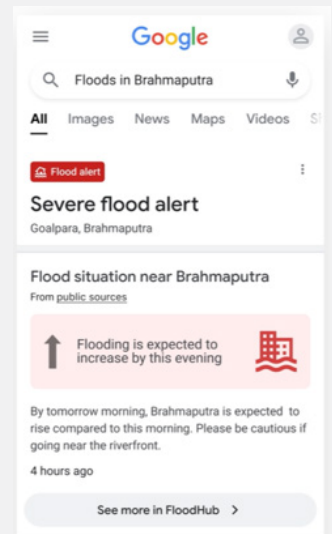 Google
Floods in Brahmaputra
All Images News Maps Videos
Flood alert
Severe flood alert
Goalpara, Brahmaputra
Flood situation near Brahmaputra
From public sources
Flooding is expected to
increase by this evening
By tomorrow morning, Brahmaputra is expected to
rise compared to this morning. Please be cautious if
going near the riverfront.
4 hours ago
See more in FloodHub